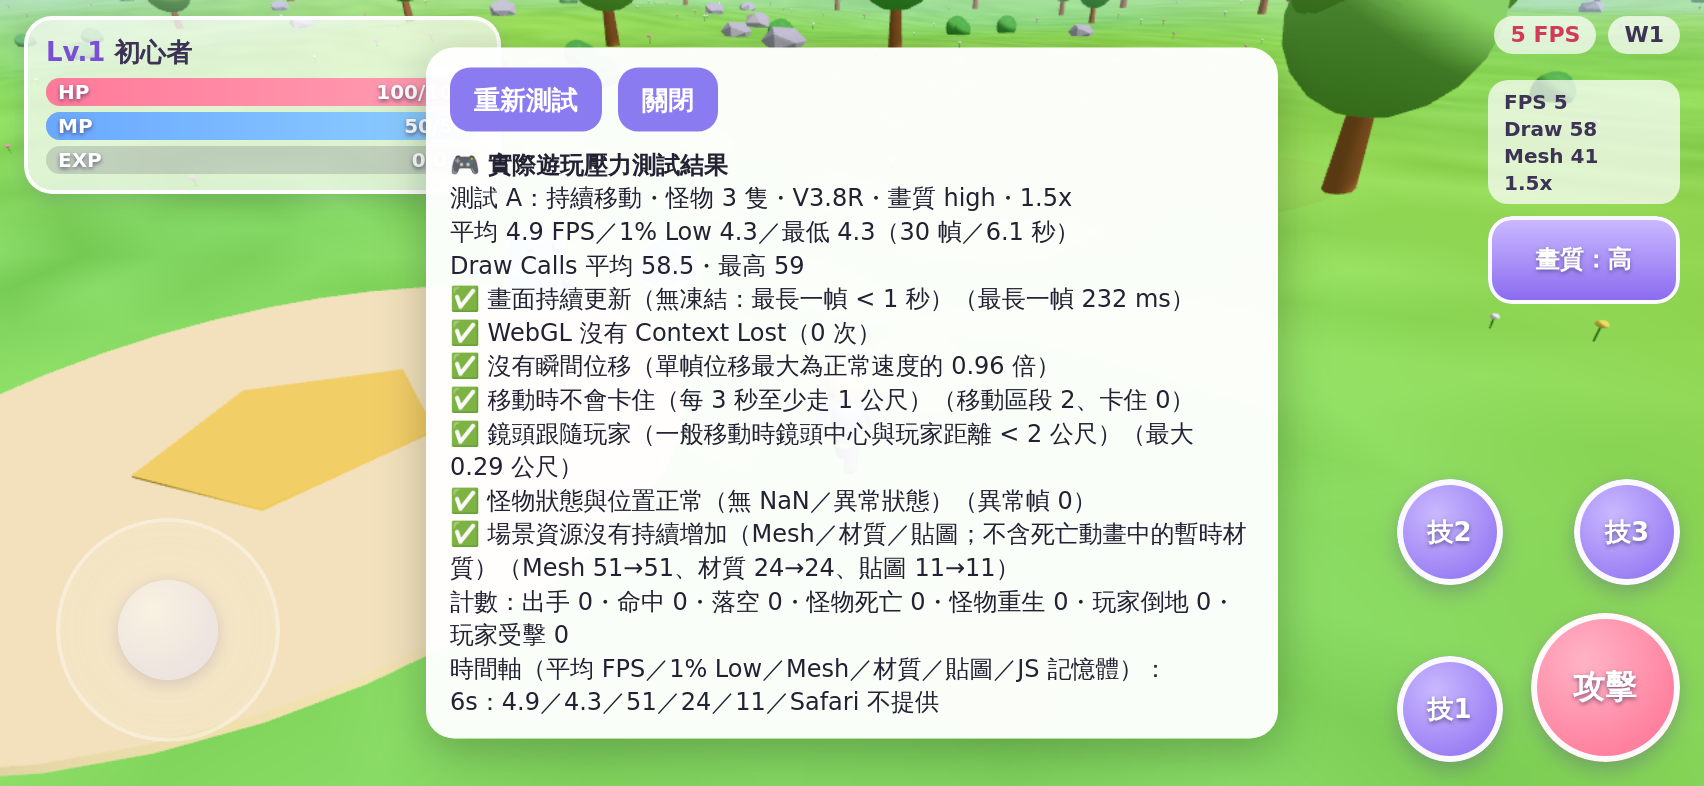 Lv.1 初心者
HP 100/
MP 50
EXP 0
重新測試
關閉
🎮 實際遊玩壓力測試結果
測試 A：持續移動・怪物 3 隻・V3.8R・畫質 high・1.5x
平均 4.9 FPS／1% Low 4.3／最低 4.3（30 幀／6.1 秒）
Draw Calls 平均 58.5・最高 59
✅ 畫面持續更新（無凍結：最長一幀 < 1 秒）（最長一幀 232 ms）
✅ WebGL 沒有 Context Lost（0 次）
✅ 沒有瞬間位移（單幀位移最大為正常速度的 0.96 倍）
✅ 移動時不會卡住（每 3 秒至少走 1 公尺）（移動區段 2、卡住 0）
✅ 鏡頭跟隨玩家（一般移動時鏡頭中心與玩家距離 < 2 公尺）（最大
0.29 公尺）
✅ 怪物狀態與位置正常（無 NaN／異常狀態）（異常幀 0）
✅ 場景資源沒有持續增加（Mesh／材質／貼圖；不含死亡動畫中的暫時材
質）（Mesh 51→51、材質 24→24、貼圖 11→11）
計數：出手 0・命中 0・落空 0・怪物死亡 0・怪物重生 0・玩家倒地 0・
玩家受擊 0
時間軸（平均 FPS／1% Low／Mesh／材質／貼圖／JS 記憶體）：
6s：4.9／4.3／51／24／11／Safari 不提供
5 FPS
W1
FPS 5
Draw 58
Mesh 41
1.5x
畫質：高
技2
技3
技1
攻擊